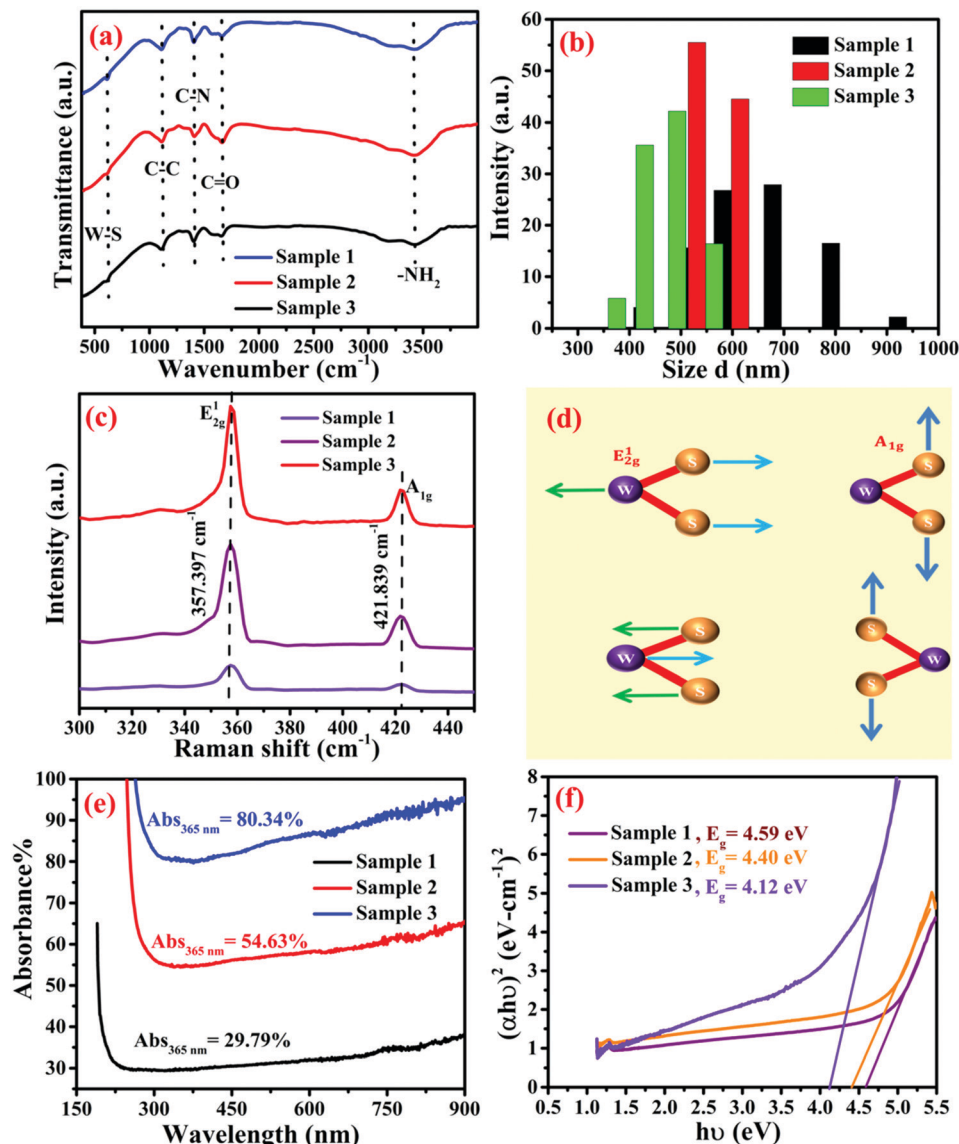 (a)
Transmittance (a.u.)
C-N
C-C
C=O
W-S
-NH₂
Sample 1
Sample 2
Sample 3
500 1000 1500 2000 2500 3000 3500
Wavenumber (cm⁻¹)
(b)
Intensity (a.u.)
60
50
40
30
20
10
0
Sample 1
Sample 2
Sample 3
300 400 500 600 700 800 900 1000
Size d (nm)
(c)
Intensity (a.u.)
E¹₂g
Sample 1
Sample 2
Sample 3
A₁g
357.397 cm⁻¹
421.839 cm⁻¹
300 320 340 360 380 400 420 440
Raman shift (cm⁻¹)
(d)
E¹₂g
A₁g
S
S
W
W
S
S
S
S
W
W
S
S
(e)
Absorbance%
100
90
80
70
60
50
40
30
Abs₃₆₅ ₙₘ = 80.34%
Sample 1
Sample 2
Sample 3
Abs₃₆₅ ₙₘ = 54.63%
Abs₃₆₅ ₙₘ = 29.79%
150 300 450 600 750 900
Wavelength (nm)
(f)
(αhυ)² (eV-cm⁻¹)²
8
7
6
5
4
3
2
1
0
Sample 1, E_g = 4.59 eV
Sample 2, E_g = 4.40 eV
Sample 3, E_g = 4.12 eV
0.5 1.0 1.5 2.0 2.5 3.0 3.5 4.0 4.5 5.0 5.5
hυ (eV)